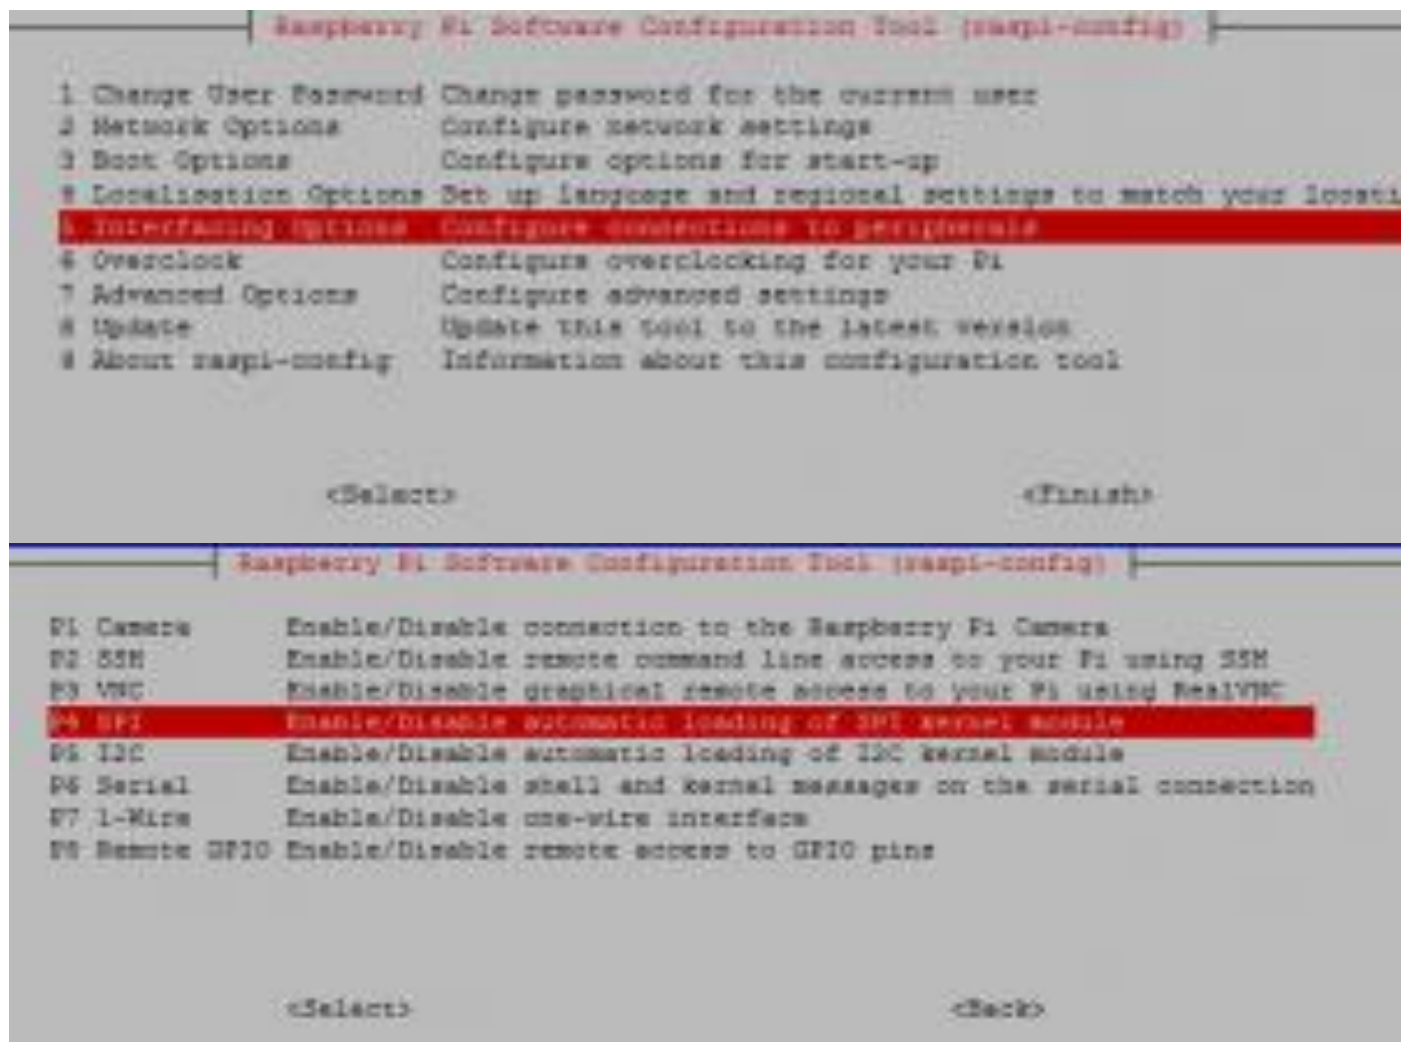 Raspberry Pi Software Configuration Tool (raspi-config)
1 Change User Password Change password for the current user
2 Network Options Configure network settings
3 Boot Options Configure options for start-up
4 Localisation Options Set up language and regional settings to match your locati
5 Interfacing Options Configure connections to peripherals
6 Overclock Configure overclocking for your Pi
7 Advanced Options Configure advanced settings
8 Update Update this tool to the latest version
9 About raspi-config Information about this configuration tool
<Select> <Finish>
Raspberry Pi Software Configuration Tool (raspi-config)
P1 Camera Enable/Disable connection to the Raspberry Pi Camera
P2 SSH Enable/Disable remote command line access to your Pi using SSH
P3 VNC Enable/Disable graphical remote access to your Pi using RealVNC
P4 SPI Enable/Disable automatic loading of SPI kernel module
P5 I2C Enable/Disable automatic loading of I2C kernel module
P6 Serial Enable/Disable shell and kernel messages on the serial connection
P7 1-Wire Enable/Disable one-wire interface
P8 Remote GPIO Enable/Disable remote access to GPIO pins
<Select> <Back>